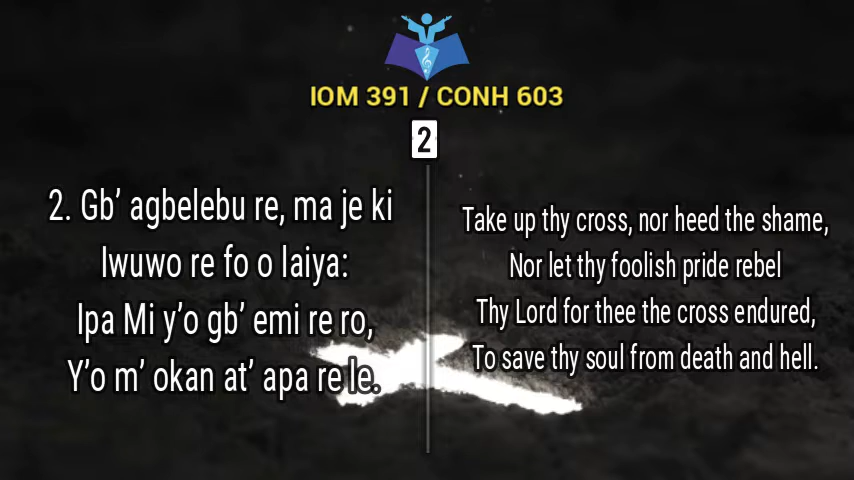 IOM 391 / CONH 603
2
2. Gb’ agbelebu re, ma je ki
Iwuwo re fo o laiya:
Ipa Mi y’o gb’ emi re ro,
Y’o m’ okan at’ apa re le.
Take up thy cross, nor heed the shame,
Nor let thy foolish pride rebel
Thy Lord for thee the cross endured,
To save thy soul from death and hell.